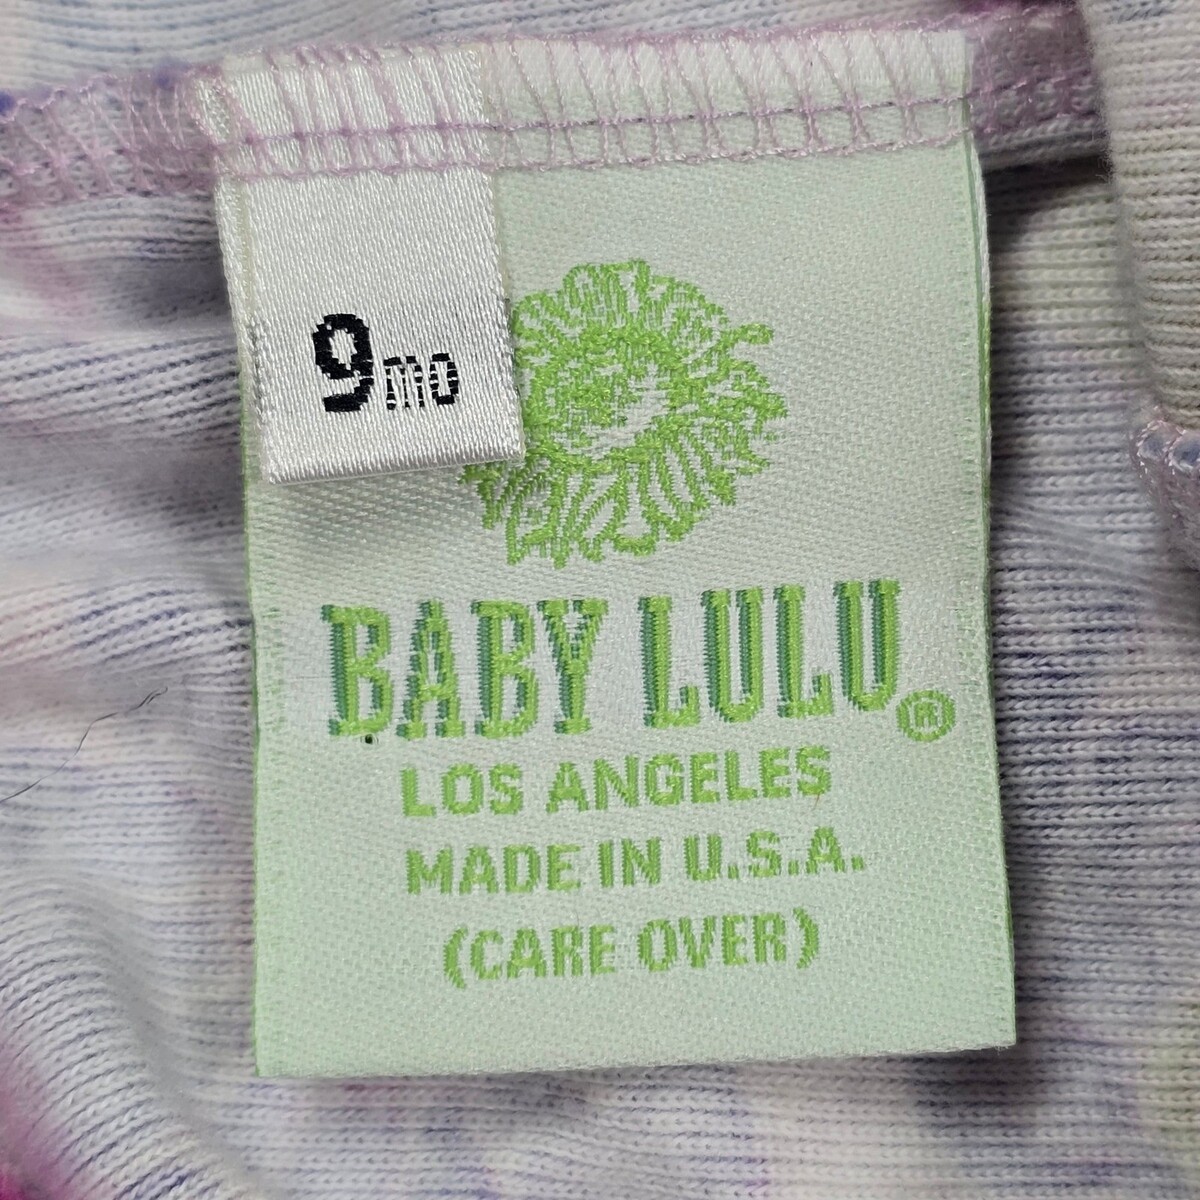 9mo
BABY LULU®
LOS ANGELES
MADE IN U.S.A.
(CARE OVER)